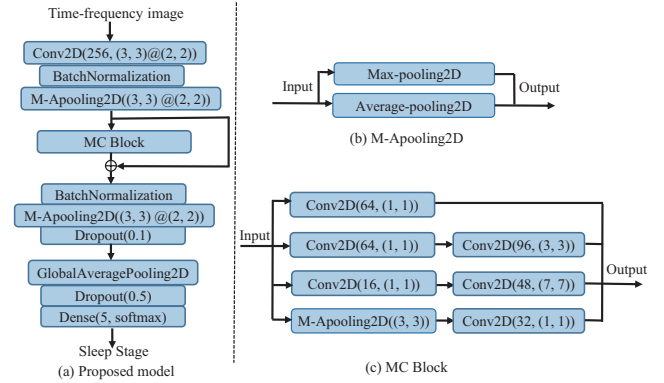 Time-frequency image
Conv2D(256, (3, 3)@(2, 2))
BatchNormalization
M-Apooling2D((3, 3) @(2, 2))
MC Block
BatchNormalization
M-Apooling2D((3, 3) @(2, 2))
Dropout(0.1)
GlobalAveragePooling2D
Dropout(0.5)
Dense(5, softmax)
Sleep Stage
(a) Proposed model
Input
Max-pooling2D
Average-pooling2D
Output
(b) M-Apooling2D
Input
Conv2D(64, (1, 1))
Conv2D(64, (1, 1))
Conv2D(96, (3, 3))
Conv2D(16, (1, 1))
Conv2D(48, (7, 7))
M-Apooling2D((3, 3))
Conv2D(32, (1, 1))
Output
(c) MC Block